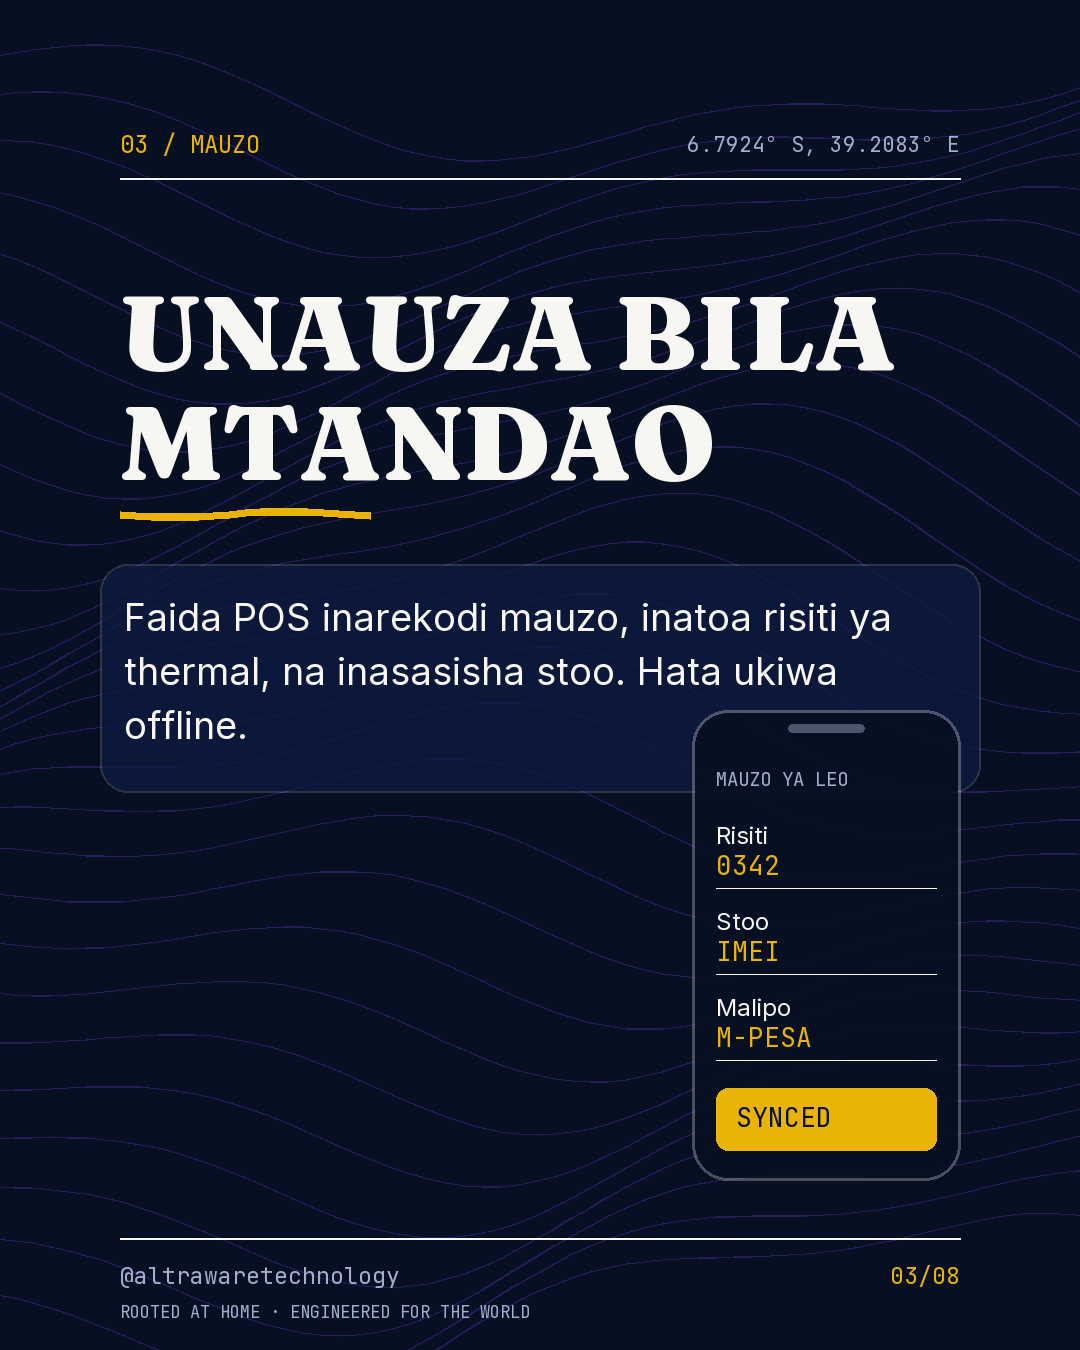 03 / MAUZO
6.7924° S, 39.2083° E
UNAUZA BILA
MTANDAO
Faida POS inarekodi mauzo, inatoa risiti ya
thermal, na inasasisha stoo. Hata ukiwa
offline.
MAUZO YA LEO
Risiti
0342
Stoo
IMEI
Malipo
M-PESA
SYNCED
@altrawaretechnology
03/08
ROOTED AT HOME · ENGINEERED FOR THE WORLD